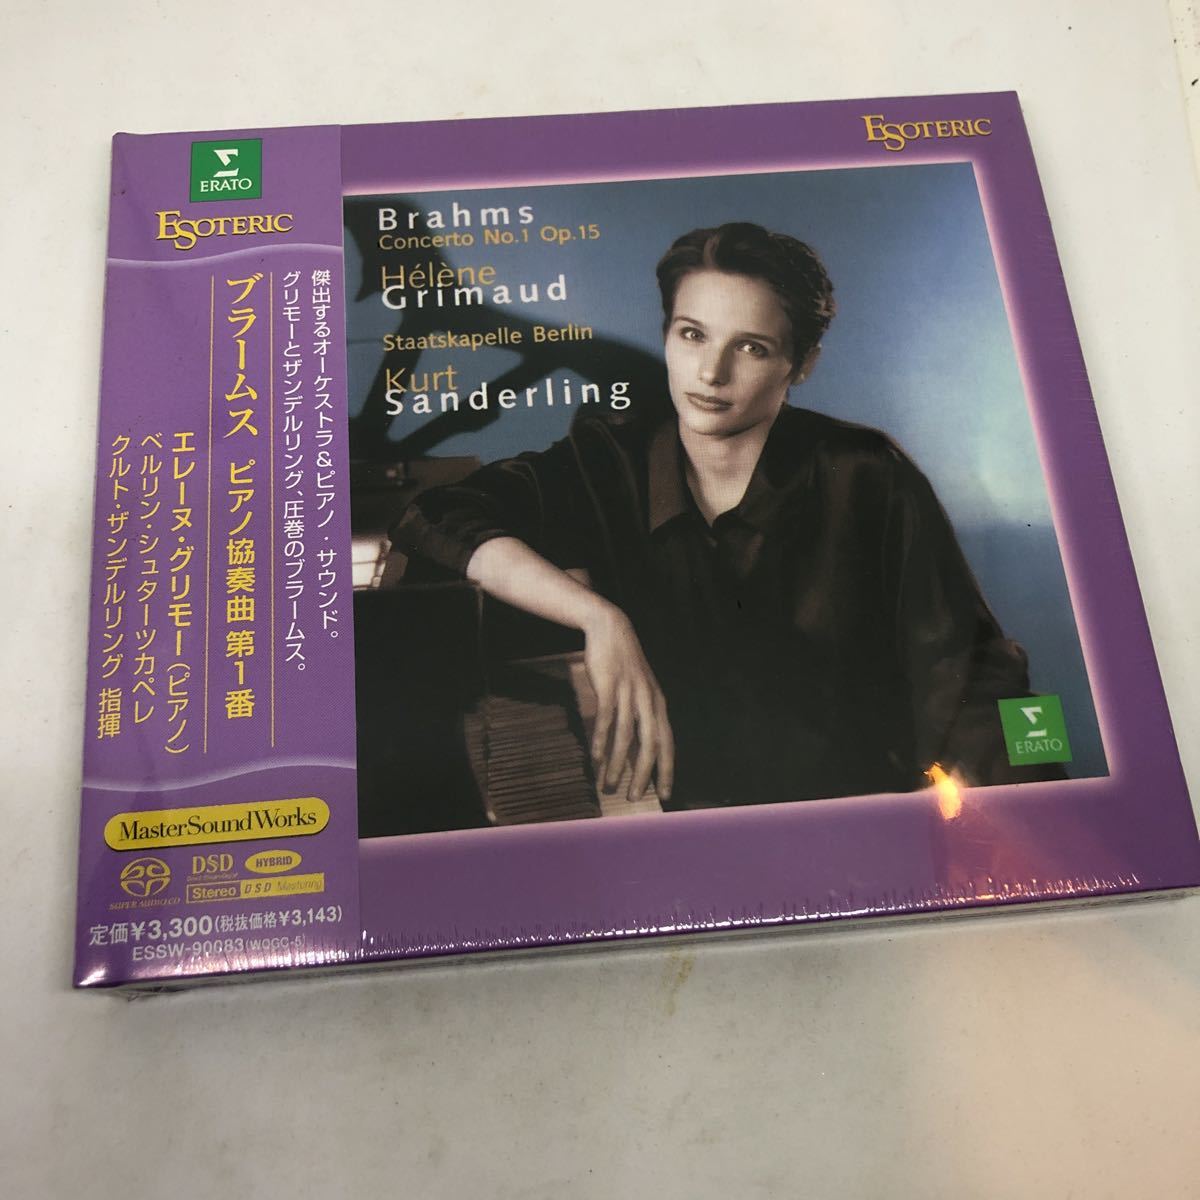 ERATO
ESOTERIC
傑出するオーケストラ&ピアノ・サウンド。
グリモーとザンデルリング、圧巻のブラームス。
ブラームス ピアノ協奏曲 第1番
エレーヌ・グリモー(ピアノ)
ベルリン・シュターツカペレ
クルト・ザンデルリング 指揮
MasterSoundWorks
SUPER AUDIO CD
DSD
HYBRID
Stereo DSD Mastering
定価¥3,300(税抜価格¥3,143)
ESSW-90083(WQGC-5)
ESOTERIC
Brahms
Concerto No.1 Op.15
Hélène
Grimaud
Staatskapelle Berlin
Kurt
Sanderling
ERATO